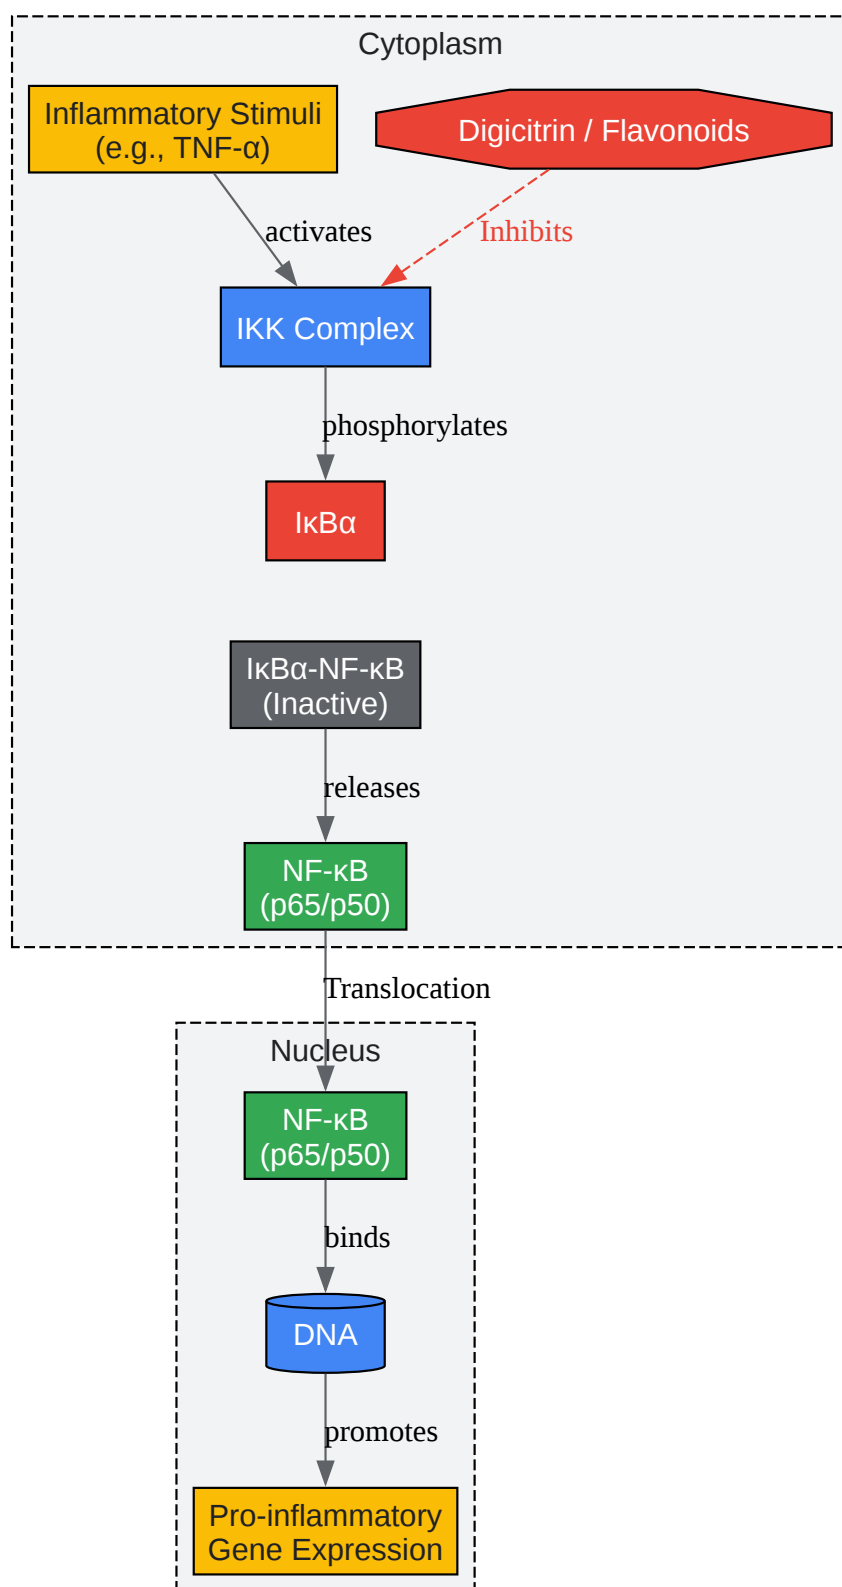 Cytoplasm
Inflammatory Stimuli
(e.g., TNF-α)
Digicitrin / Flavonoids
activates
Inhibits
IKK Complex
phosphorylates
IκBα
IκBα-NF-κB
(Inactive)
releases
NF-κB
(p65/p50)
Translocation
Nucleus
NF-κB
(p65/p50)
binds
DNA
promotes
Pro-inflammatory
Gene Expression